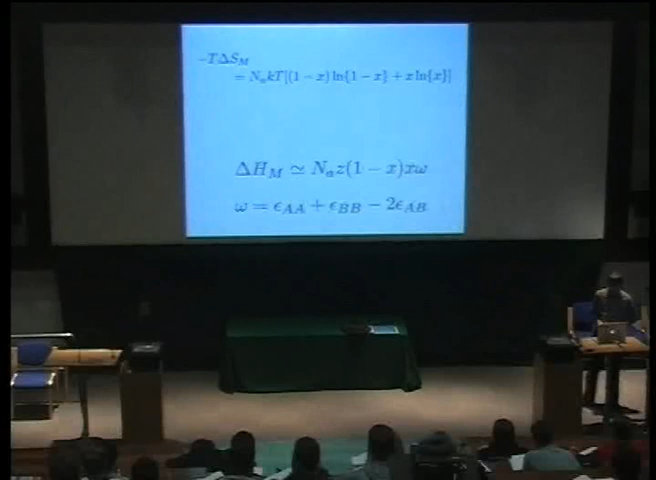 -TΔS_M
= N_a kT[(1 − x) ln{1 − x} + x ln{x}]
ΔH_M ≃ N_a z(1 − x)xω
ω = ϵ_AA + ϵ_BB − 2ϵ_AB